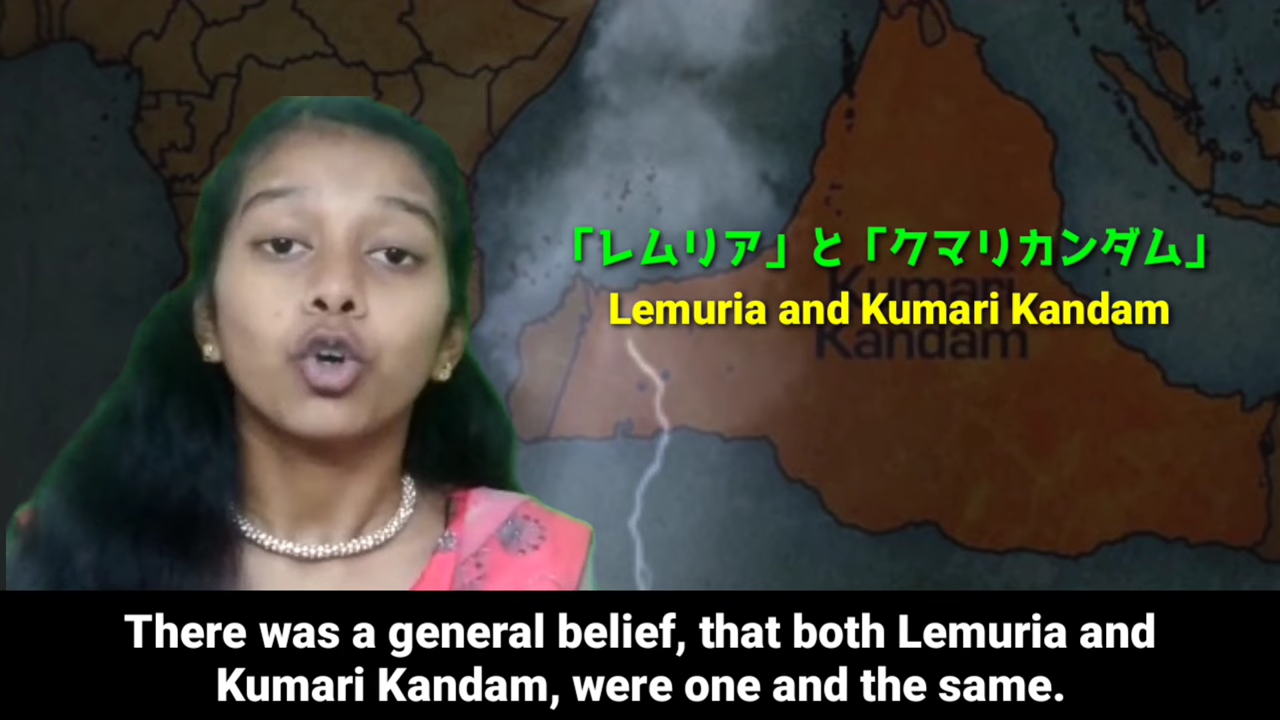 「レムリア」と「クマリカンダム」
Lemuria and Kumari Kandam
Kumari
Kandam
There was a general belief, that both Lemuria and
Kumari Kandam, were one and the same.